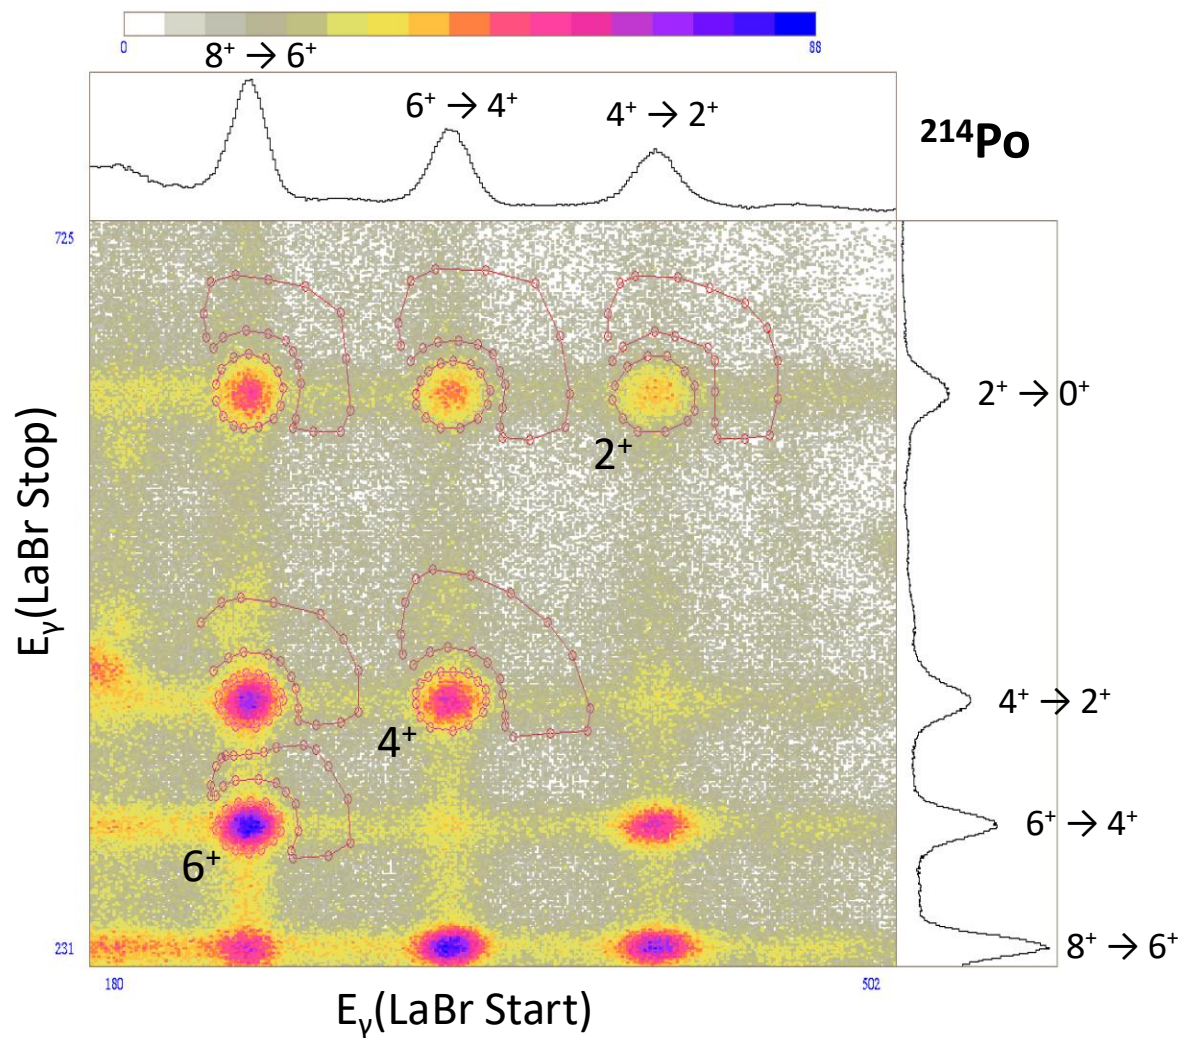 0
88
8⁺ → 6⁺
6⁺ → 4⁺
4⁺ → 2⁺
²¹⁴Po
725
2⁺ → 0⁺
2⁺
Eᵧ(LaBr Stop)
4⁺ → 2⁺
4⁺
6⁺ → 4⁺
6⁺
231
8⁺ → 6⁺
180
502
Eᵧ(LaBr Start)